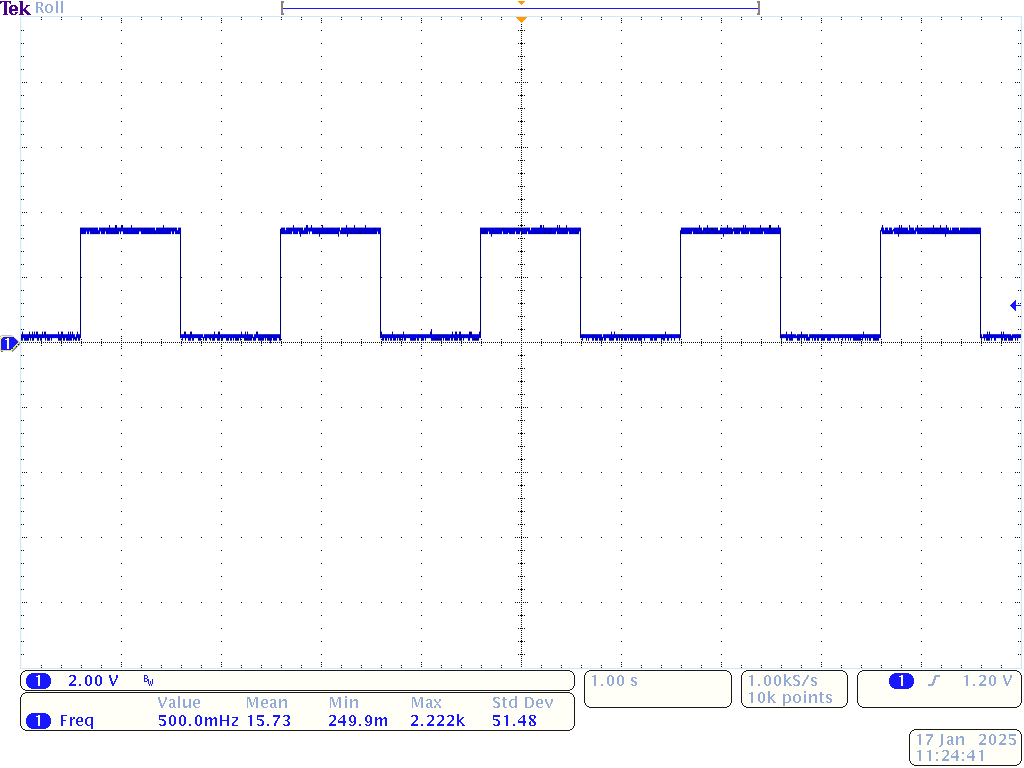 Tek Roll
1
1 2.00 V BW
1.00 s
1.00kS/s
10k points
1 1.20 V
Value Mean Min Max Std Dev
1 Freq 500.0mHz 15.73 249.9m 2.222k 51.48
17 Jan 2025
11:24:41